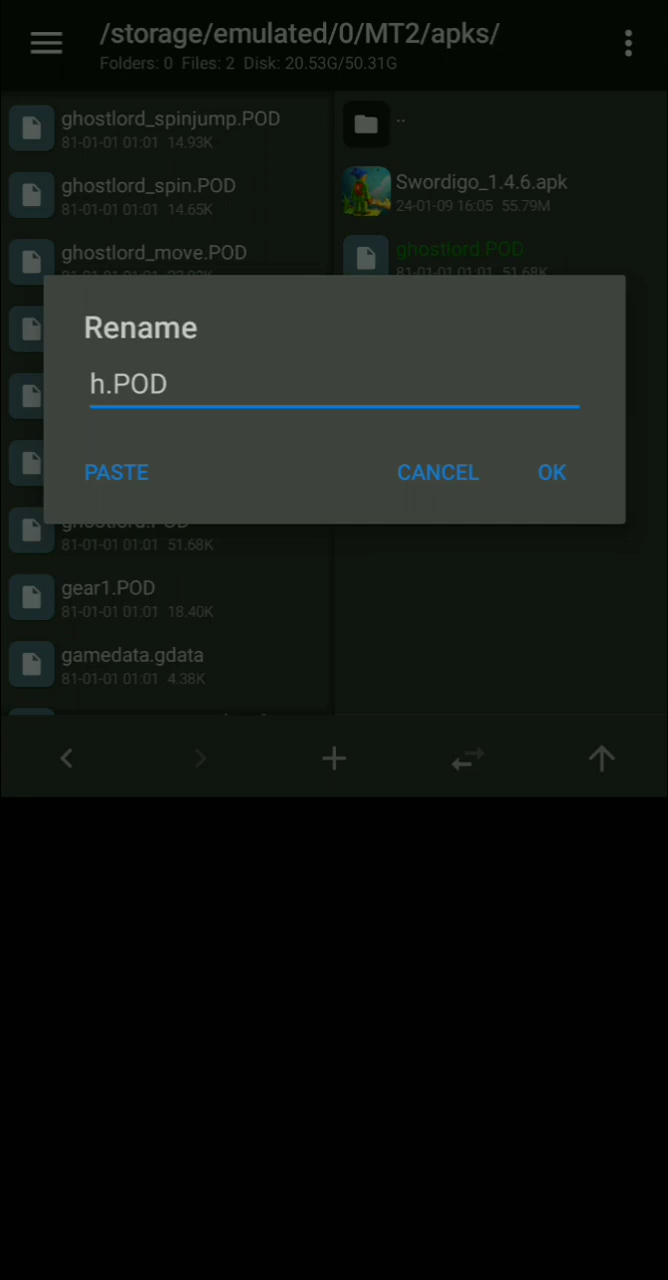 /storage/emulated/0/MT2/apks/
Folders: 0 Files: 2 Disk: 20.53G/50.31G
ghostlord_spinjump.POD
81-01-01 01:01 14.93K
ghostlord_spin.POD
81-01-01 01:01 14.65K
ghostlord_move.POD
..
Swordigo_1.4.6.apk
24-01-09 16:05 55.79M
ghostlord.POD
81-01-01 01:01 51.68K
Rename
h.POD
PASTE
CANCEL
OK
ghostlord.POD
81-01-01 01:01 51.68K
gear1.POD
81-01-01 01:01 18.40K
gamedata.gdata
81-01-01 01:01 4.38K